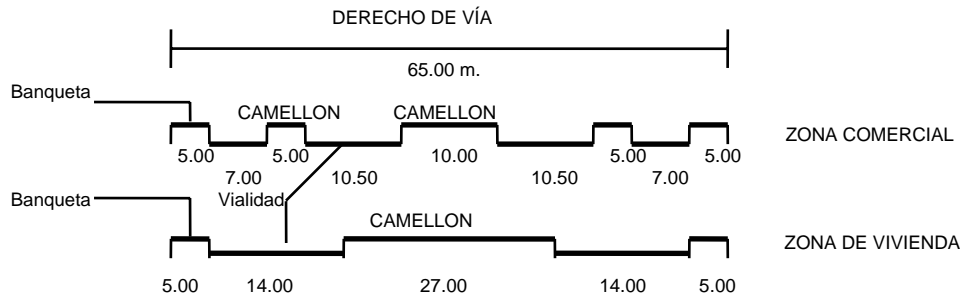 DERECHO DE VÍA
65.00 m.
Banqueta
CAMELLON CAMELLON
ZONA COMERCIAL
5.00 5.00 10.00 5.00 5.00
7.00 10.50 10.50 7.00
Banqueta
Vialidad
CAMELLON
ZONA DE VIVIENDA
5.00 14.00 27.00 14.00 5.00